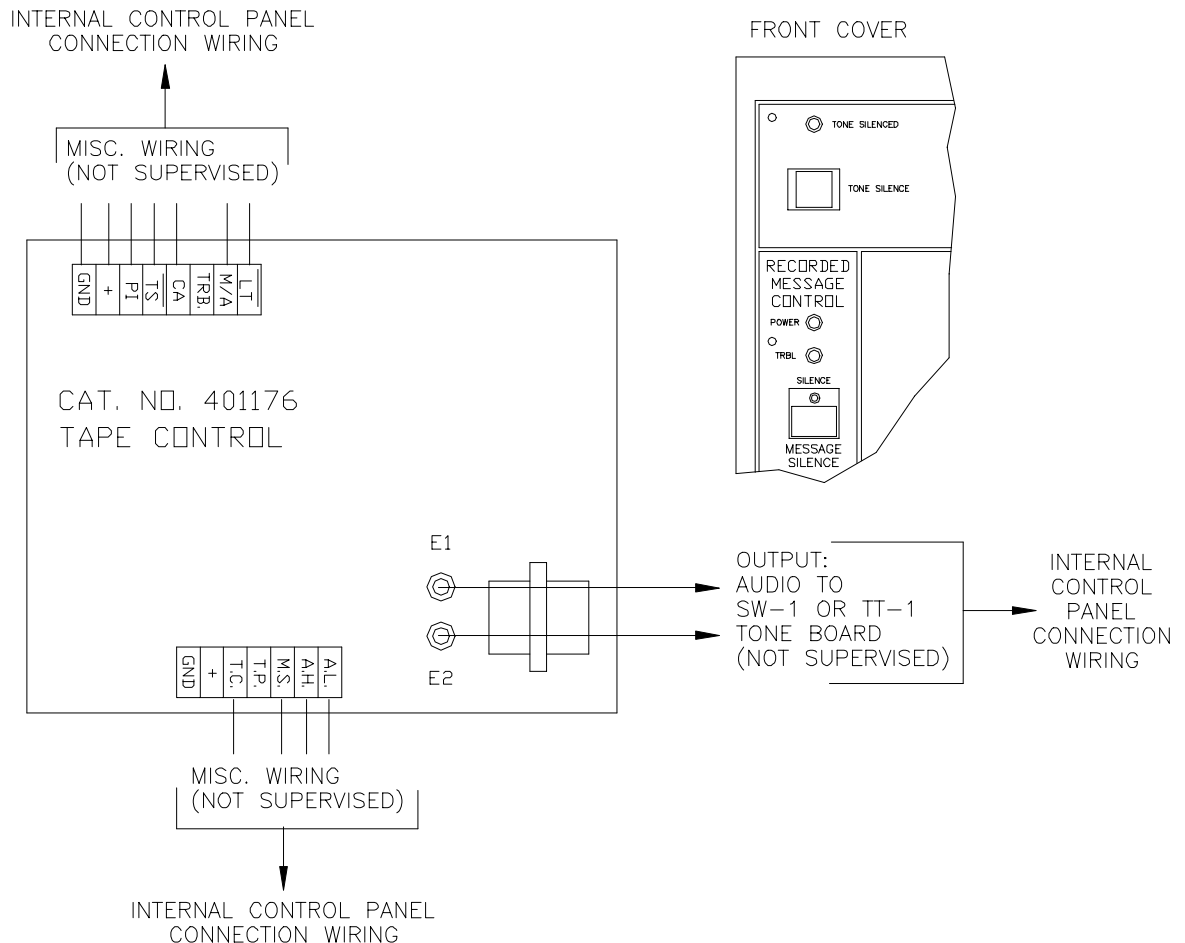 INTERNAL CONTROL PANEL
CONNECTION WIRING
MISC. WIRING
(NOT SUPERVISED)
GND
+
PI
TS
CA
TRB.
M/A
LT
CAT. NO. 401176
TAPE CONTROL
E1
E2
GND
+
T.C.
T.P.
M.S.
A.H.
A.L.
MISC. WIRING
(NOT SUPERVISED)
INTERNAL CONTROL PANEL
CONNECTION WIRING
FRONT COVER
TONE SILENCED
TONE SILENCE
RECORDED
MESSAGE
CONTROL
POWER
TRBL
SILENCE
MESSAGE
SILENCE
OUTPUT:
AUDIO TO
SW-1 OR TT-1
TONE BOARD
(NOT SUPERVISED)
INTERNAL
CONTROL
PANEL
CONNECTION
WIRING